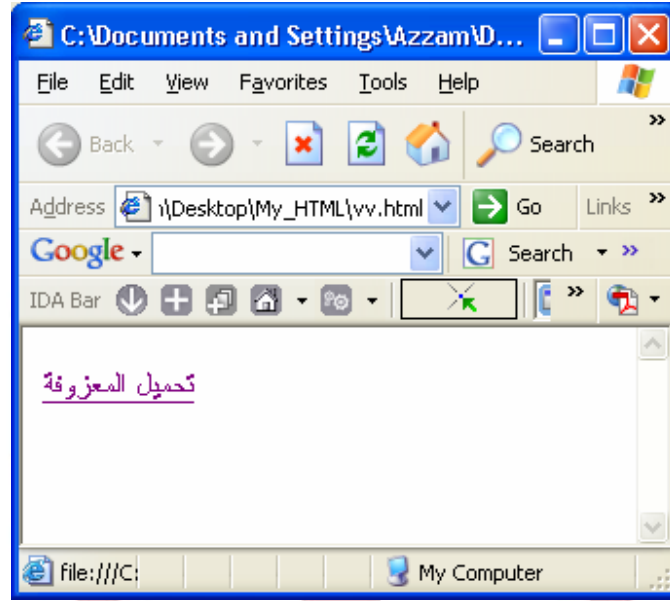 C:\Documents and Settings\Azzam\D...
File Edit View Favorites Tools Help
Back Search
Address \Desktop\My_HTML\vv.html Go Links
Google Search
IDA Bar
تحميل المعزوفة
file:///C: My Computer